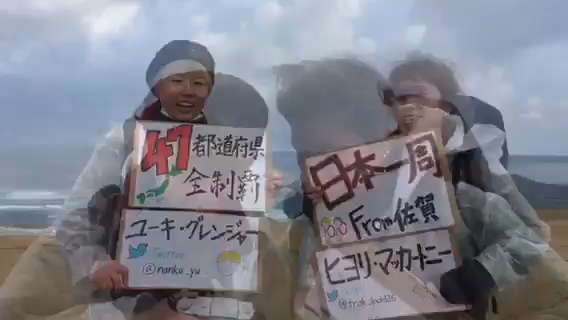 47都道府県
全制覇
ユーキ・グレンジャー
Twitter
@nanku_yu
日本一周
From佐賀
ヒヨリ・マッカートニー